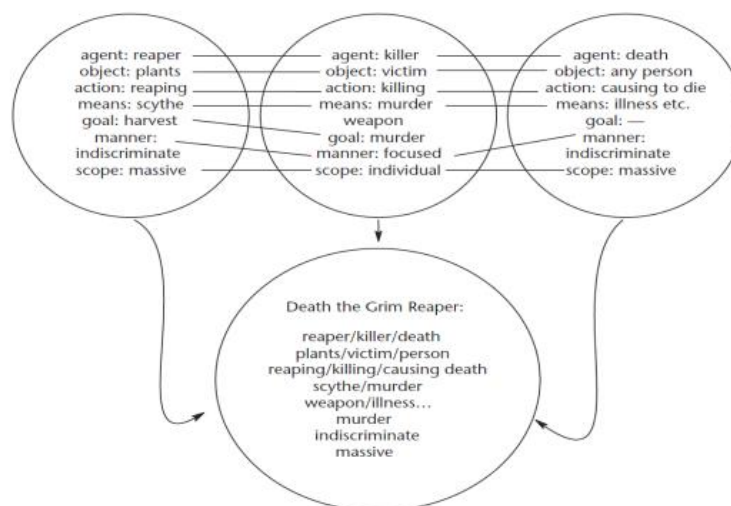 agent: reaper
object: plants
action: reaping
means: scythe
goal: harvest
manner:
indiscriminate
scope: massive
agent: killer
object: victim
action: killing
means: murder
weapon
goal: murder
manner: focused
scope: individual
agent: death
object: any person
action: causing to die
means: illness etc.
goal: —
manner:
indiscriminate
scope: massive
Death the Grim Reaper:
reaper/killer/death
plants/victim/person
reaping/killing/causing death
scythe/murder
weapon/illness...
murder
indiscriminate
massive